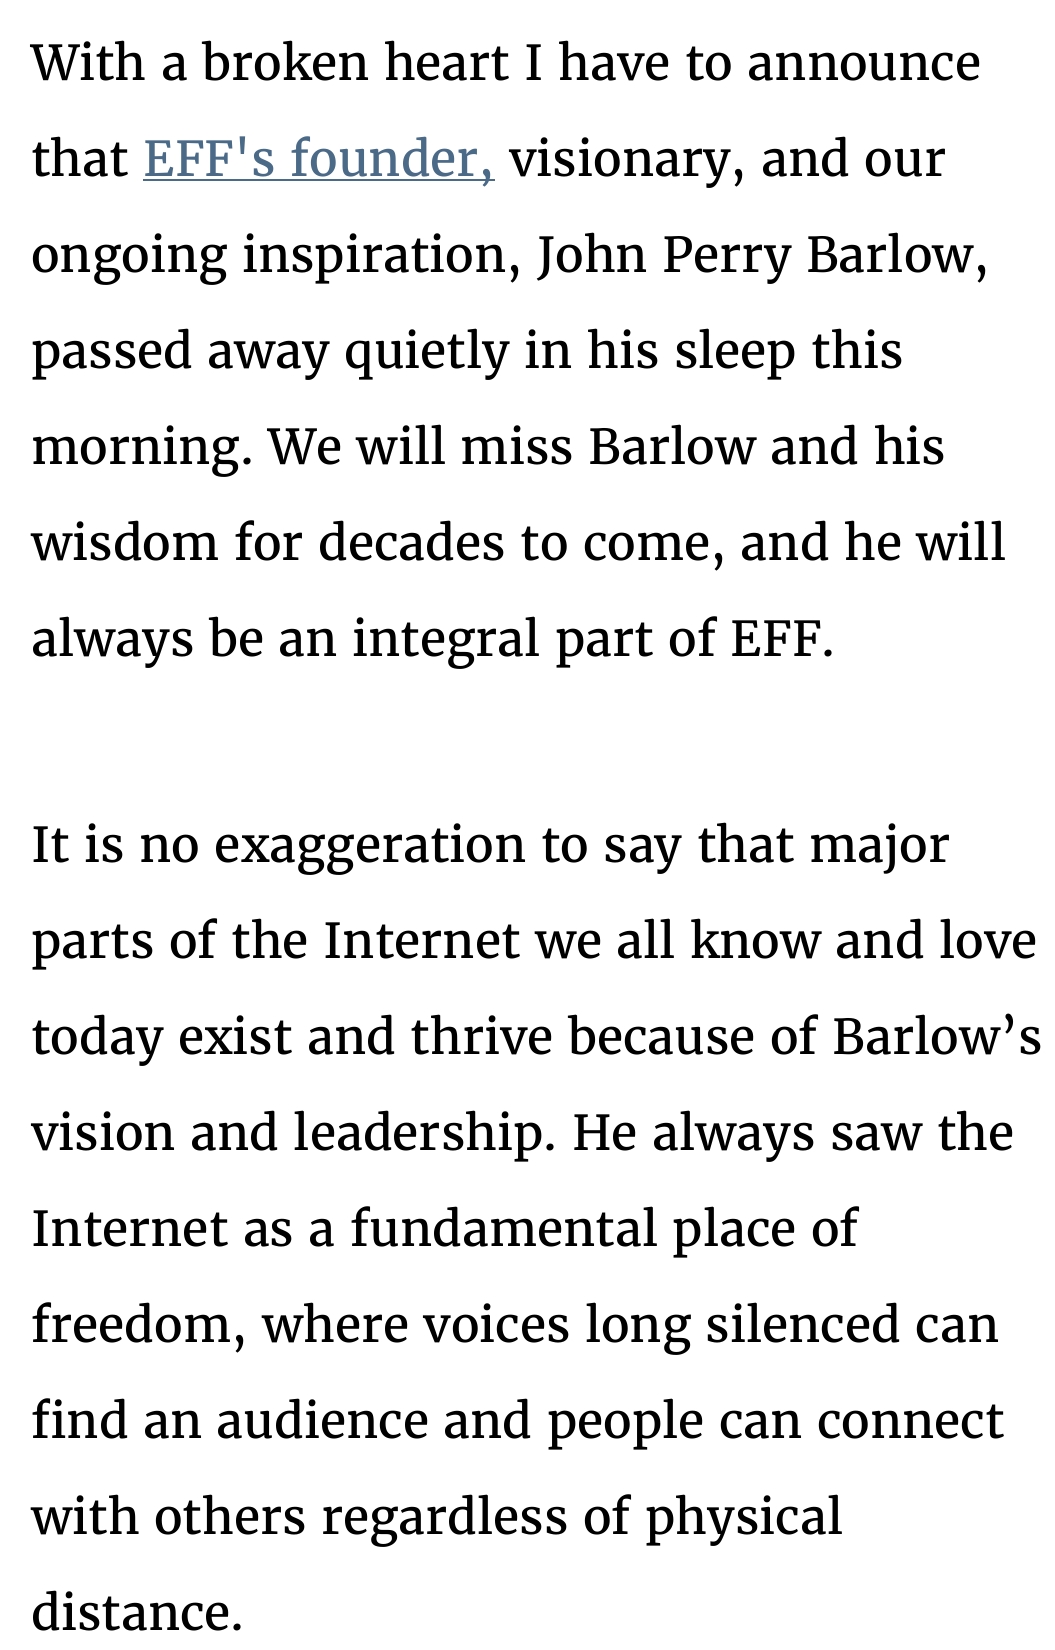 With a broken heart I have to announce
that EFF's founder, visionary, and our
ongoing inspiration, John Perry Barlow,
passed away quietly in his sleep this
morning. We will miss Barlow and his
wisdom for decades to come, and he will
always be an integral part of EFF.
It is no exaggeration to say that major
parts of the Internet we all know and love
today exist and thrive because of Barlow’s
vision and leadership. He always saw the
Internet as a fundamental place of
freedom, where voices long silenced can
find an audience and people can connect
with others regardless of physical
distance.